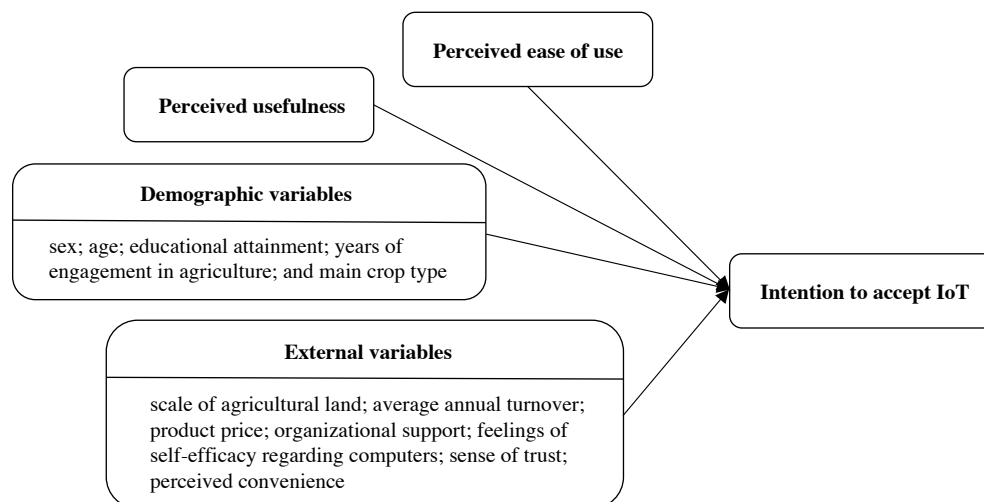 Perceived ease of use
Perceived usefulness
Demographic variables
sex; age; educational attainment; years of
engagement in agriculture; and main crop type
Intention to accept IoT
External variables
scale of agricultural land; average annual turnover;
product price; organizational support; feelings of
self-efficacy regarding computers; sense of trust;
perceived convenience